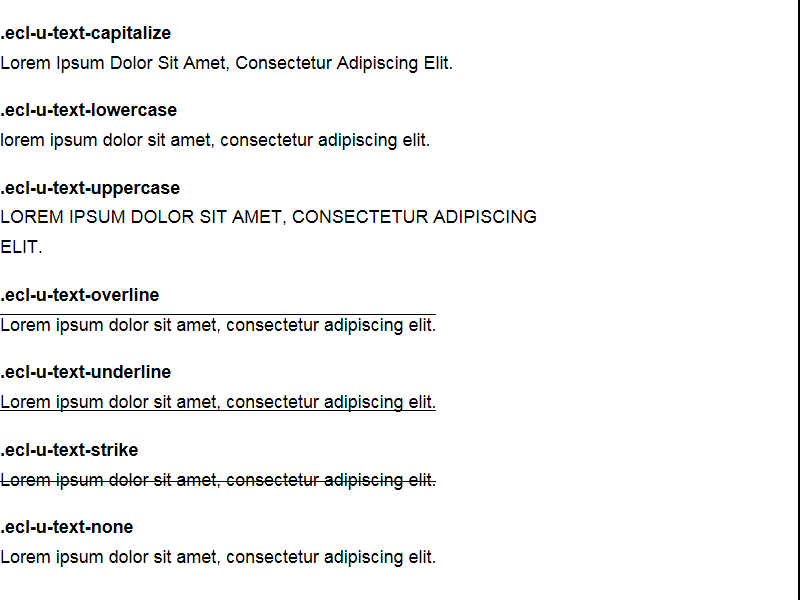 .ecl-u-text-capitalize
Lorem Ipsum Dolor Sit Amet, Consectetur Adipiscing Elit.
.ecl-u-text-lowercase
lorem ipsum dolor sit amet, consectetur adipiscing elit.
.ecl-u-text-uppercase
LOREM IPSUM DOLOR SIT AMET, CONSECTETUR ADIPISCING
ELIT.
.ecl-u-text-overline
Lorem ipsum dolor sit amet, consectetur adipiscing elit.
.ecl-u-text-underline
Lorem ipsum dolor sit amet, consectetur adipiscing elit.
.ecl-u-text-strike
Lorem ipsum dolor sit amet, consectetur adipiscing elit.
.ecl-u-text-none
Lorem ipsum dolor sit amet, consectetur adipiscing elit.